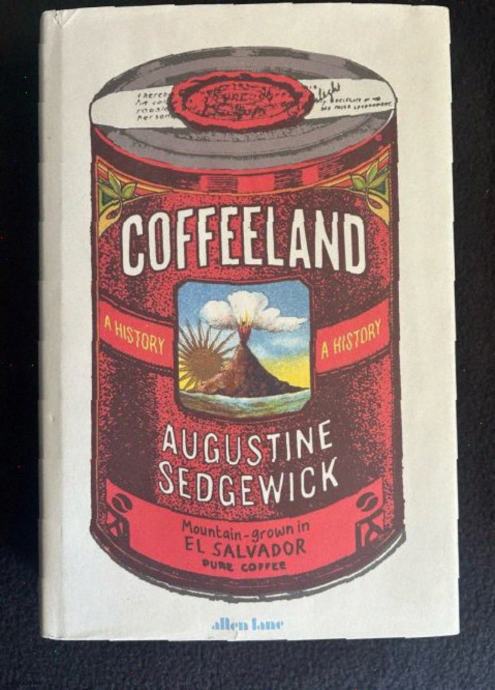 COFFEELAND
A HISTORY
A HISTORY
AUGUSTINE
SEDGEWICK
Mountain-grown in
EL SALVADOR
PURE COFFEE
allen lane